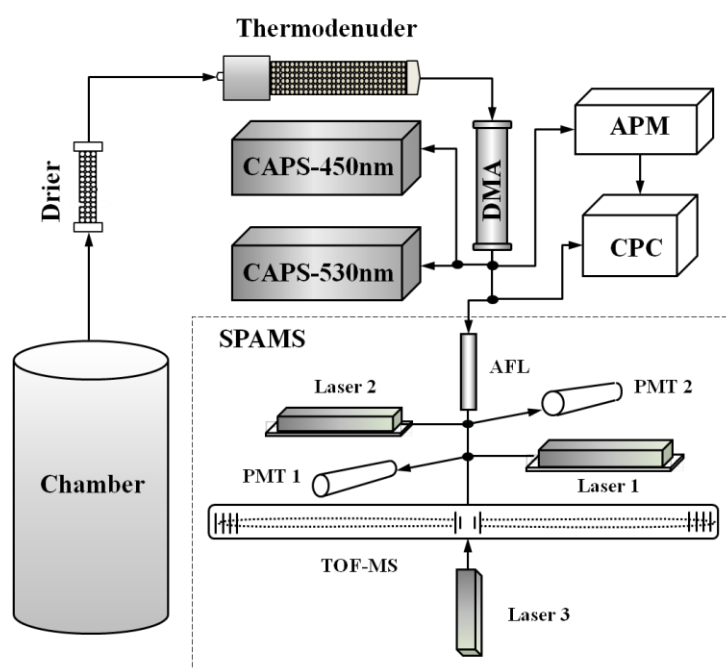 Thermodenuder
APM
CAPS-450nm
DMA
Drier
CPC
CAPS-530nm
SPAMS
AFL
Laser 2
PMT 2
PMT 1
Laser 1
Chamber
TOF-MS
Laser 3